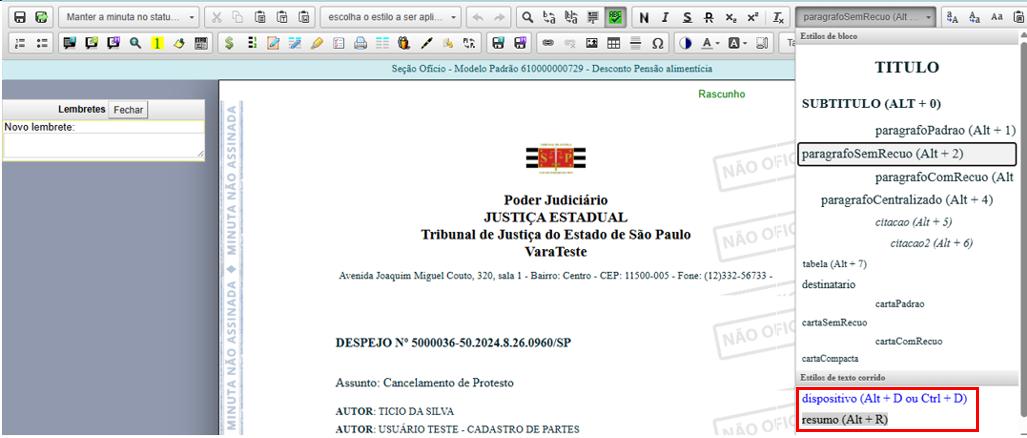 Manter a minuta no statu...
escolha o estilo a ser apli...
N I S R x₂ x² Tx
paragrafoSemRecuo (Alt ...
Aa
Seção Ofício - Modelo Padrão 610000000729 - Desconto Pensão alimentícia
Estilos de bloco
TITULO
SUBTITULO (ALT + 0)
paragrafoPadrao (Alt + 1)
paragrafoSemRecuo (Alt + 2)
paragrafoComRecuo (Alt
paragrafoCentralizado (Alt + 4)
citacao (Alt + 5)
citacao2 (Alt + 6)
tabela (Alt + 7)
destinatario
cartaPadrao
cartaSemRecuo
cartaComRecuo
cartaCompacta
Estilos de texto corrido
dispositivo (Alt + D ou Ctrl + D)
resumo (Alt + R)
Lembretes Fechar
Novo lembrete:
Rascunho
MINUTA NÃO ASSINADA
MINUTA NÃO ASSINADA
NÃO OFIC
NÃO OFIC
NÃO OFIC
NÃO OFIC
Poder Judiciário
JUSTIÇA ESTADUAL
Tribunal de Justiça do Estado de São Paulo
VaraTeste
Avenida Joaquim Miguel Couto, 320, sala 1 - Bairro: Centro - CEP: 11500-005 - Fone: (12)332-56733 -
DESPEJO Nº 5000036-50.2024.8.26.0960/SP
Assunto: Cancelamento de Protesto
AUTOR: TICIO DA SILVA
AUTOR: USUÁRIO TESTE - CADASTRO DE PARTES